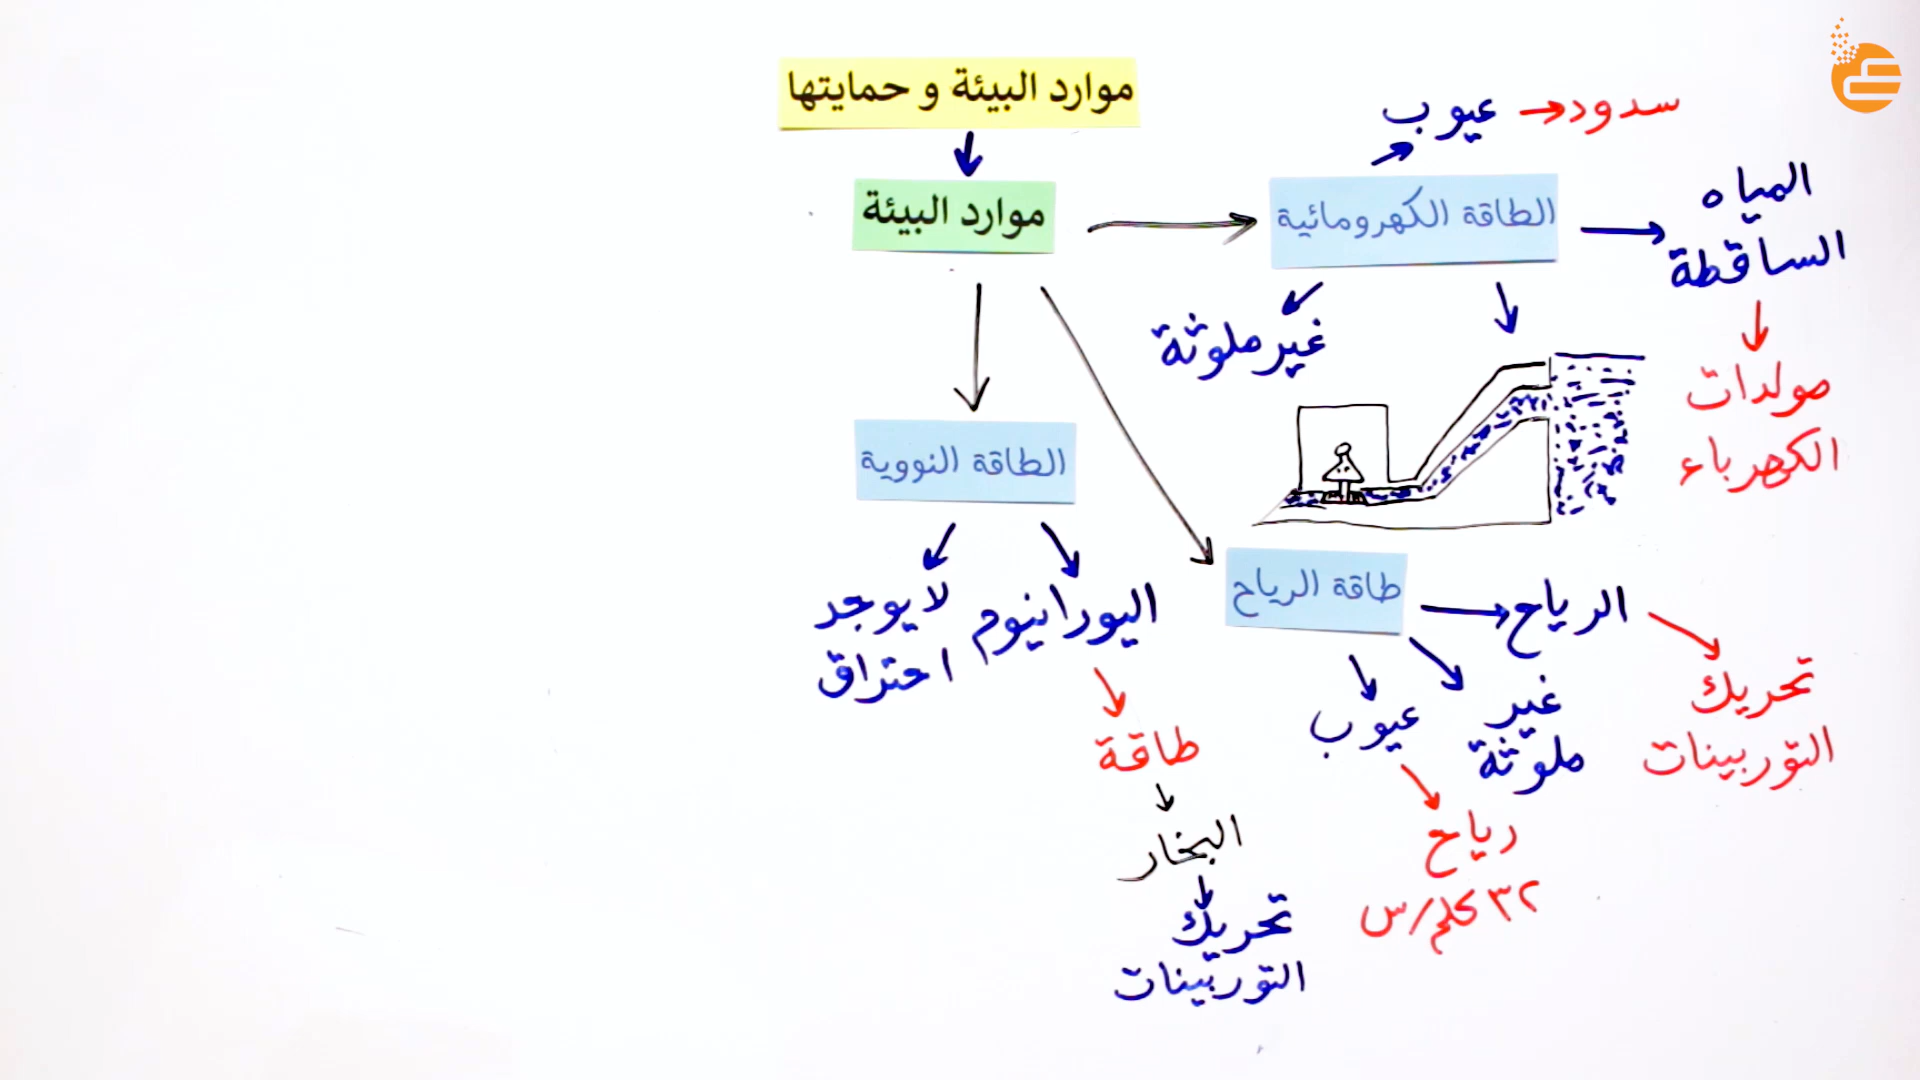 موارد البيئة و حمايتها
موارد البيئة
الطاقة الكهرومائية
عيوب
سدود
المياه
الساقطة
مولدات
الكهرباء
غير ملوثة
طاقة الرياح
الرياح
تحريك
التوربينات
غير
ملوثة
عيوب
رياح
٣٢ كلم/س
الطاقة النووية
اليورانيوم
طاقة
البخار
تحريك
التوربينات
لا يوجد
احتراق